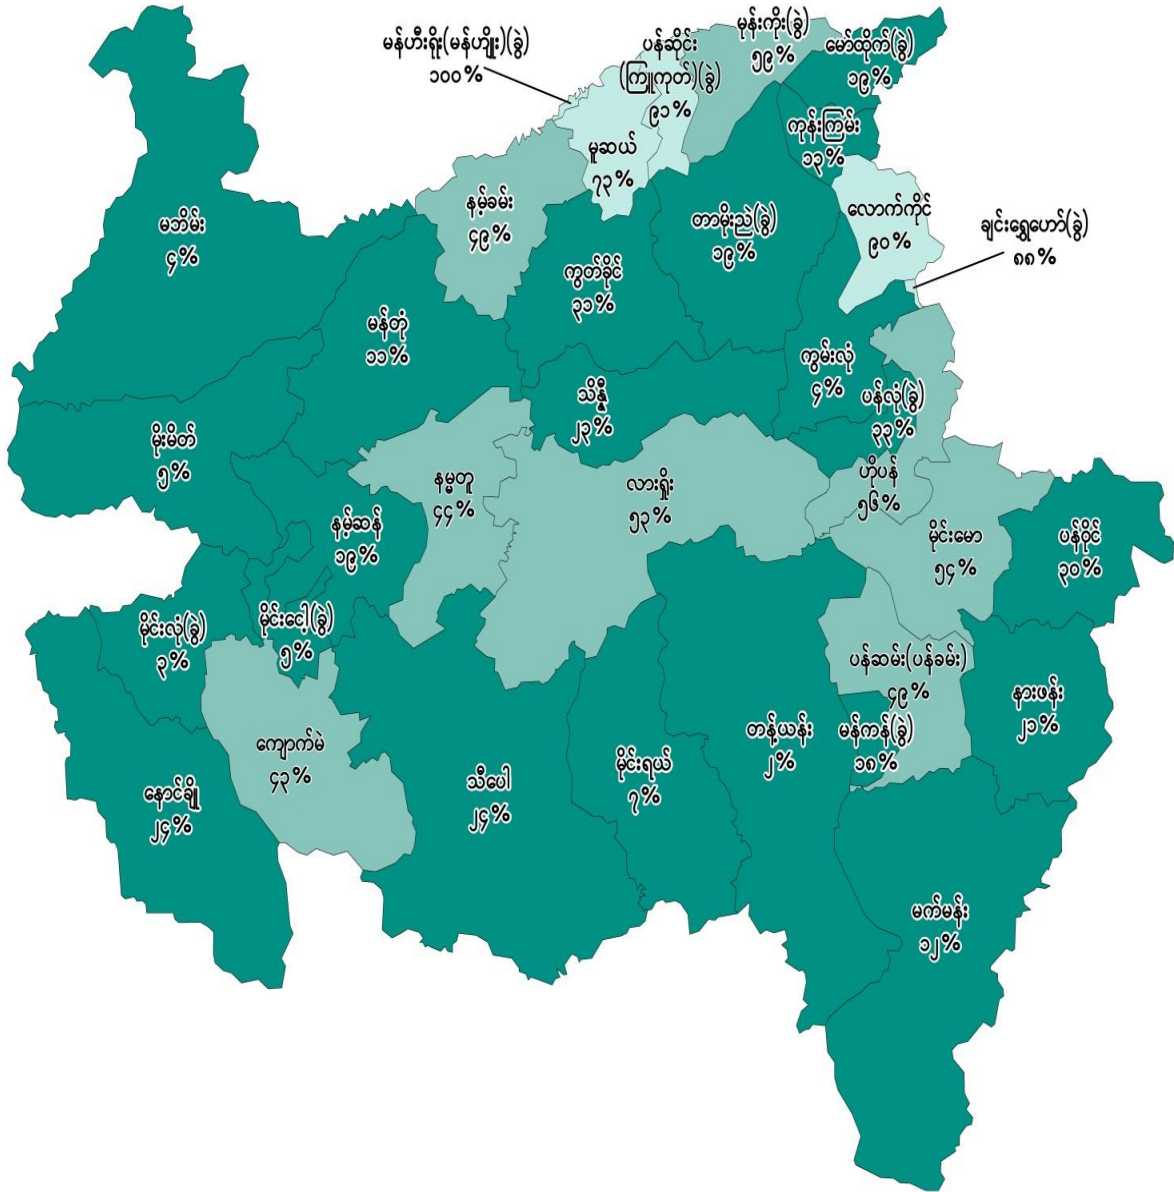 မုန်းကိုး(ခွဲ)
၅၉%
မန်ဟီးရိုး(မန်ဟျိုး)(ခွဲ)
၁၀၀%
ပန်ဆိုင်း
(ကြူကုတ်)(ခွဲ)
၉၁%
မော်ထိုက်(ခွဲ)
၁၉%
ကုန်းကြမ်း
၁၃%
မူဆယ်
၇၃%
မဘိမ်း
၄%
နမ့်ခမ်း
၄၉%
တာမိုးညဲ(ခွဲ)
၁၉%
လောက်ကိုင်
၉၀%
ချင်းရွှေဟော်(ခွဲ)
၈၈%
ကွတ်ခိုင်
၃၁%
မန်တုံ
၁၁%
ကွမ်းလုံ
၄%
သိန္နီ
၂၃%
ပန်လုံ(ခွဲ)
၃၃%
မိုးမိတ်
၅%
နမ္မတူ
၄၄%
လားရှိုး
၅၃%
ဟိုပန်
၅၆%
နမ့်ဆန်
၁၉%
မိုင်းမော
၅၄%
ပန်ဝိုင်
၃၀%
မိုင်းလုံ(ခွဲ)
၃%
မိုင်းငေါ့(ခွဲ)
၅%
ပန်ဆမ်း(ပန်ခမ်း)
၄၉%
နားဖန်း
၂၁%
ကျောက်မဲ
၄၃%
တန့်ယန်း
၂%
မန်ကန်(ခွဲ)
၁၈%
မိုင်းရယ်
၇%
သီပေါ
၂၄%
နောင်ချို
၂၄%
မက်မန်း
၁၂%